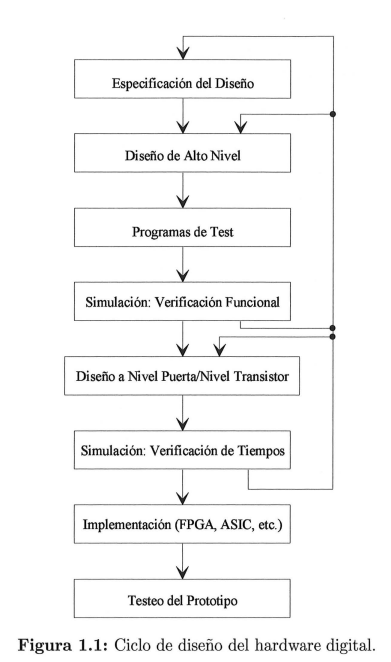 Especificación del Diseño
Diseño de Alto Nivel
Programas de Test
Simulación: Verificación Funcional
Diseño a Nivel Puerta/Nivel Transistor
Simulación: Verificación de Tiempos
Implementación (FPGA, ASIC, etc.)
Testeo del Prototipo
Figura 1.1: Ciclo de diseño del hardware digital.